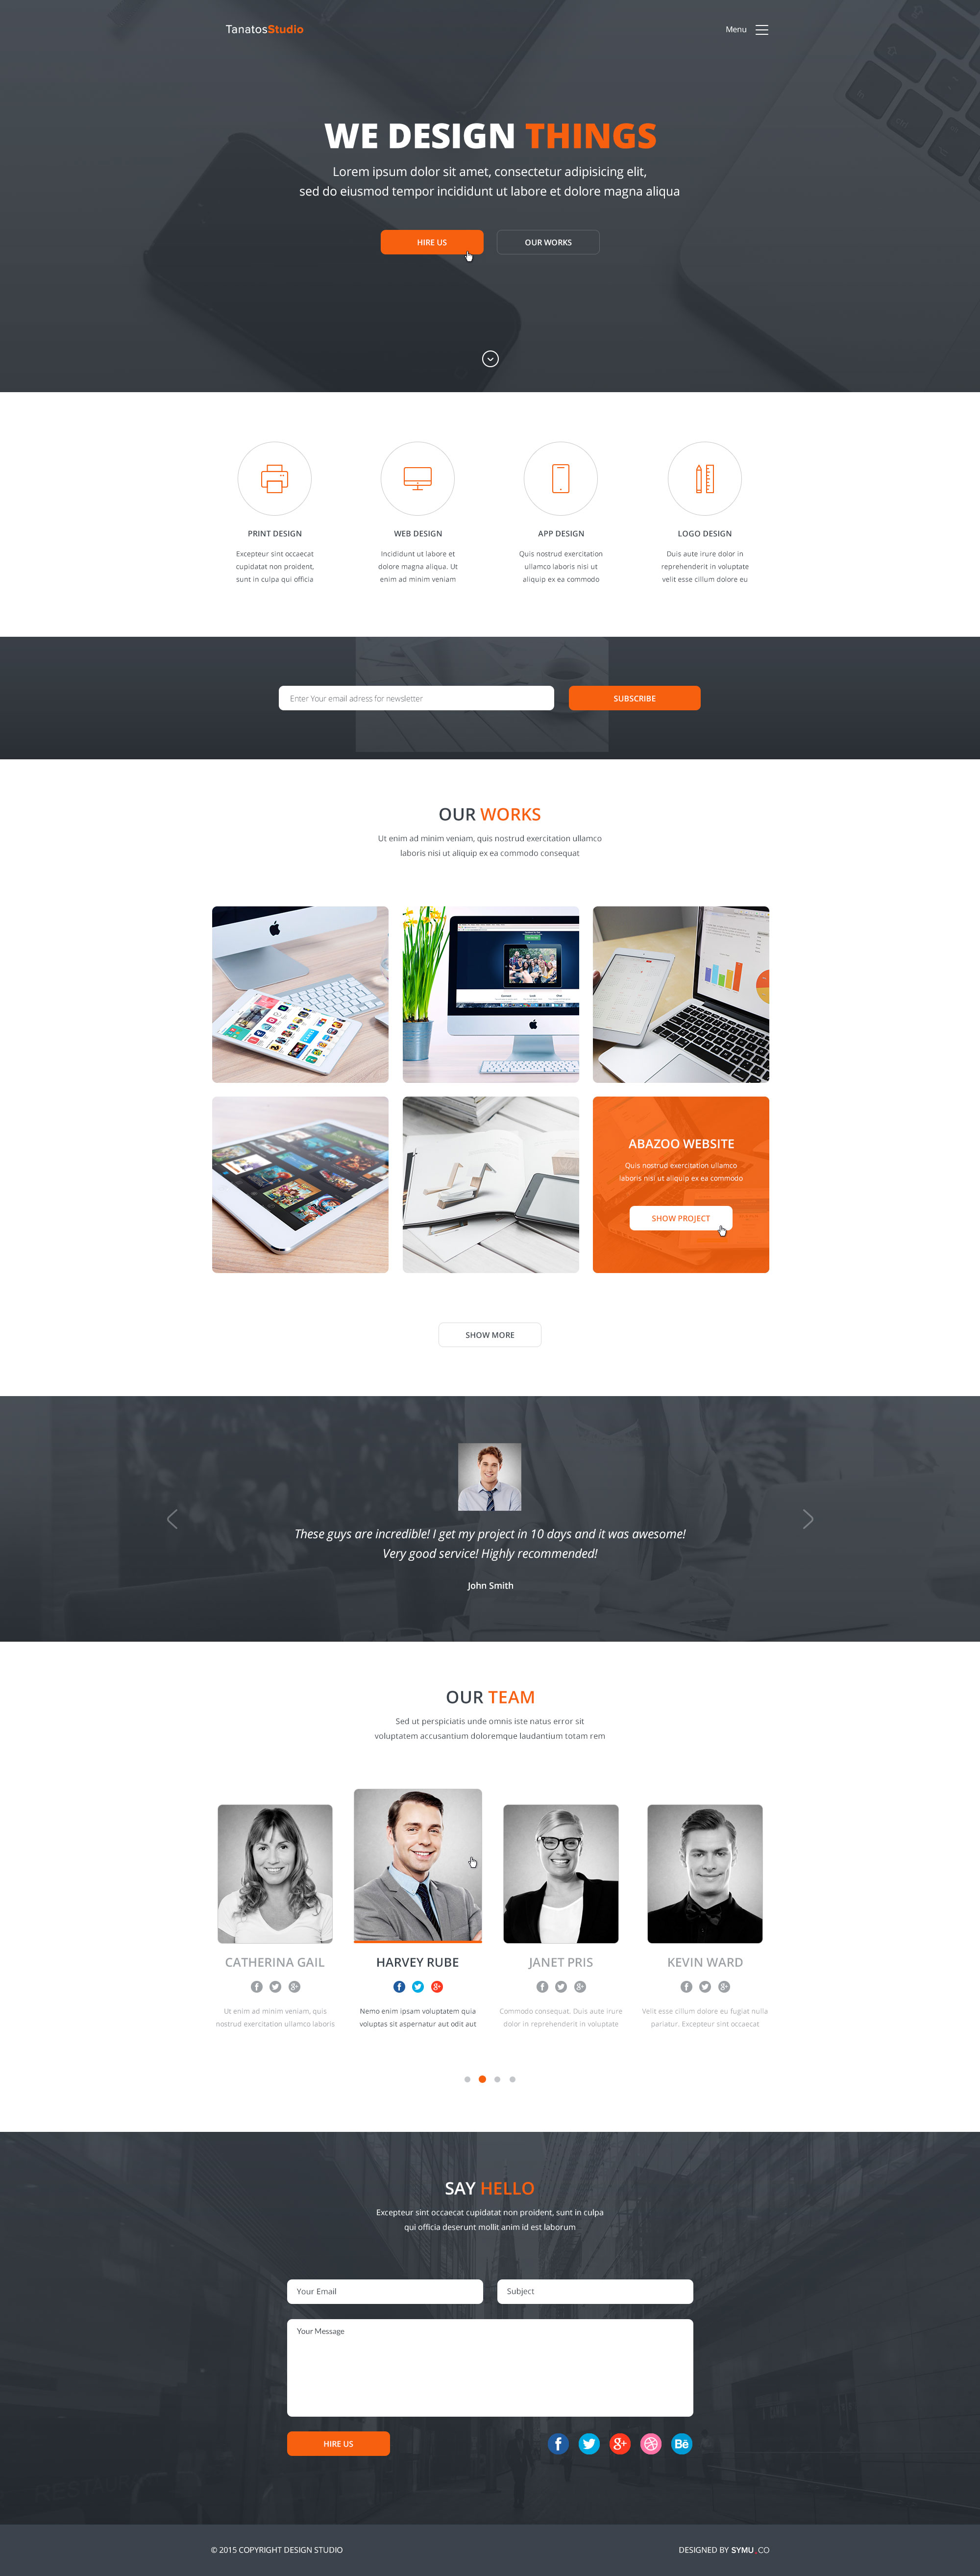 TanatosStudio
Menu
WE DESIGN THINGS
Lorem ipsum dolor sit amet, consectetur adipisicing elit,
sed do eiusmod tempor incididunt ut labore et dolore magna aliqua
HIRE US
OUR WORKS
PRINT DESIGN
Excepteur sint occaecat
cupidatat non proident,
sunt in culpa qui officia
WEB DESIGN
Incididunt ut labore et
dolore magna aliqua. Ut
enim ad minim veniam
APP DESIGN
Quis nostrud exercitation
ullamco laboris nisi ut
aliquip ex ea commodo
LOGO DESIGN
Duis aute irure dolor in
reprehenderit in voluptate
velit esse cillum dolore eu
Enter Your email adress for newsletter
SUBSCRIBE
OUR WORKS
Ut enim ad minim veniam, quis nostrud exercitation ullamco
laboris nisi ut aliquip ex ea commodo consequat
ABAZOO WEBSITE
Quis nostrud exercitation ullamco
laboris nisi ut aliquip ex ea commodo
SHOW PROJECT
SHOW MORE
These guys are incredible! I get my project in 10 days and it was awesome!
Very good service! Highly recommended!
John Smith
OUR TEAM
Sed ut perspiciatis unde omnis iste natus error sit
voluptatem accusantium doloremque laudantium totam rem
CATHERINA GAIL
Ut enim ad minim veniam, quis
nostrud exercitation ullamco laboris
HARVEY RUBE
Nemo enim ipsam voluptatem quia
voluptas sit aspernatur aut odit aut
JANET PRIS
Commodo consequat. Duis aute irure
dolor in reprehenderit in voluptate
KEVIN WARD
Velit esse cillum dolore eu fugiat nulla
pariatur. Excepteur sint occaecat
SAY HELLO
Excepteur sint occaecat cupidatat non proident, sunt in culpa
qui officia deserunt mollit anim id est laborum
Your Email
Subject
Your Message
HIRE US
© 2015 COPYRIGHT DESIGN STUDIO
DESIGNED BY SYMU.CO